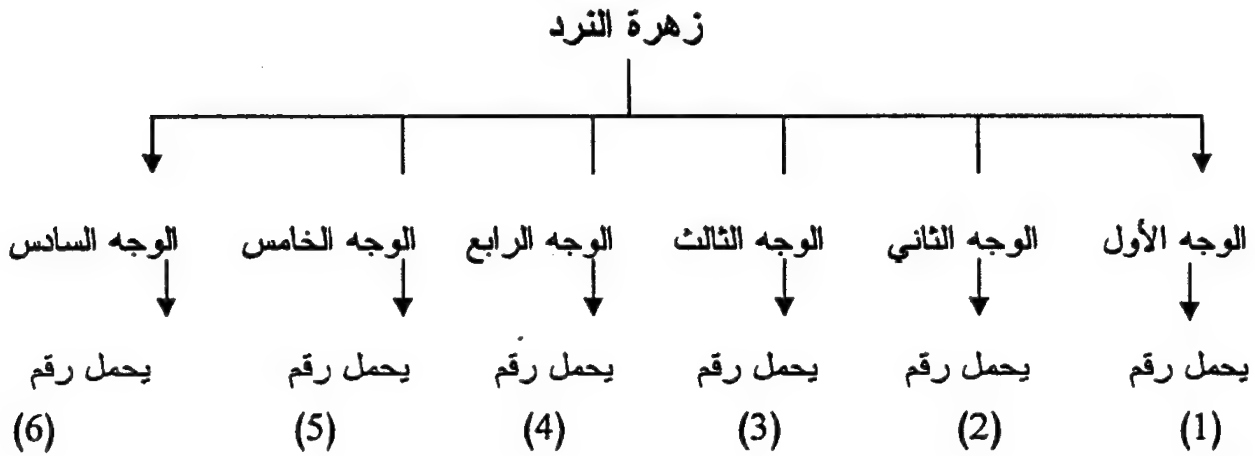 زهرة النرد
الوجه الأول الوجه الثاني الوجه الثالث الوجه الرابع الوجه الخامس الوجه السادس
يحمل رقم يحمل رقم يحمل رقم يحمل رقم يحمل رقم يحمل رقم
(1) (2) (3) (4) (5) (6)